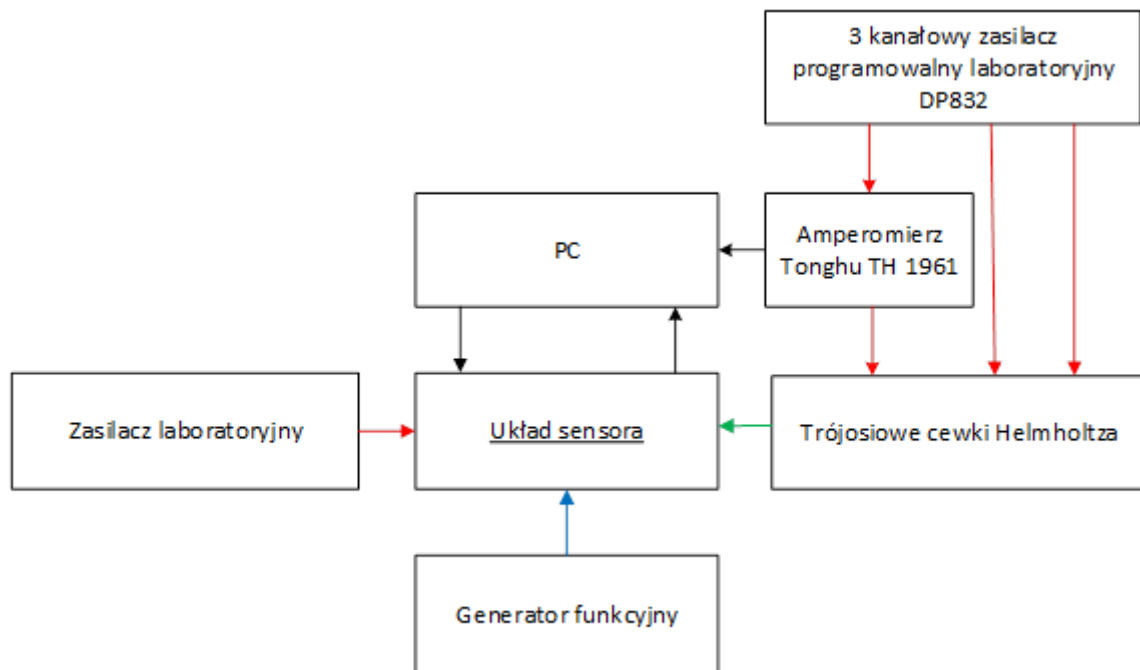 3 kanałowy zasilacz
programowalny laboratoryjny
DP832
PC
Amperomierz
Tonghu TH 1961
Zasilacz laboratoryjny
Układ sensora
Trójosiowe cewki Helmholtza
Generator funkcyjny